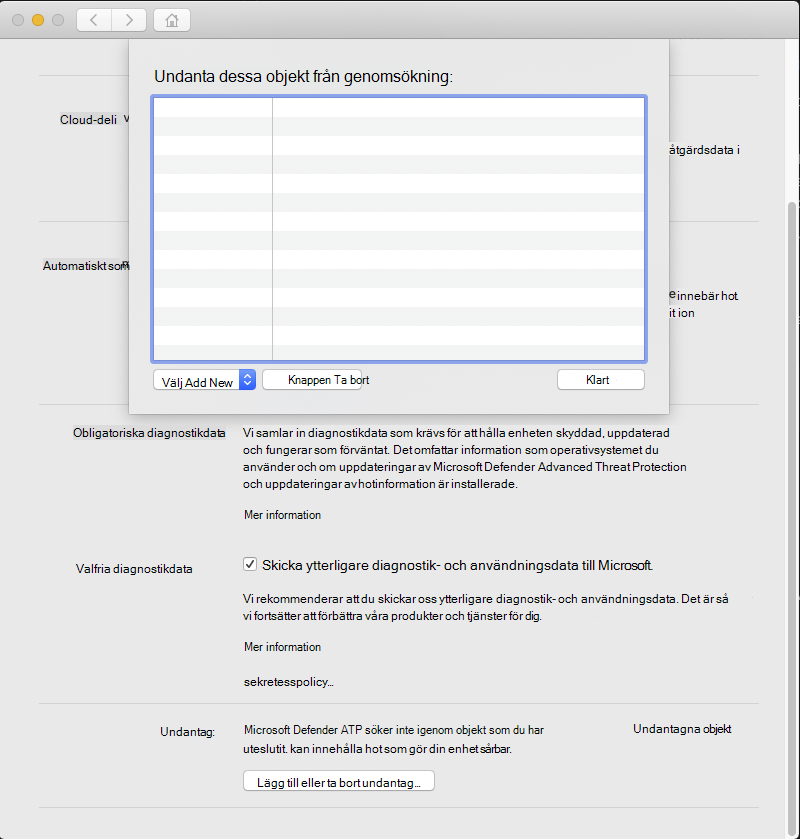 Undanta dessa objekt från genomsökning:
Cloud-deli
åtgärdsdata i
Automatiskt som
innebär hot.
it ion
Välj Add New
Knappen Ta bort
Klart
Obligatoriska diagnostikdata
Vi samlar in diagnostikdata som krävs för att hålla enheten skyddad, uppdaterad
och fungerar som förväntat. Det omfattar information som operativsystemet du
använder och om uppdateringar av Microsoft Defender Advanced Threat Protection
och uppdateringar av hotinformation är installerade.
Mer information
Valfria diagnostikdata
Skicka ytterligare diagnostik- och användningsdata till Microsoft.
Vi rekommenderar att du skickar oss ytterligare diagnostik- och användningsdata. Det är så
vi fortsätter att förbättra våra produkter och tjänster för dig.
Mer information
sekretesspolicy...
Undantag:
Microsoft Defender ATP söker inte igenom objekt som du har
uteslutit. kan innehålla hot som gör din enhet sårbar.
Undantagna objekt
Lägg till eller ta bort undantag...